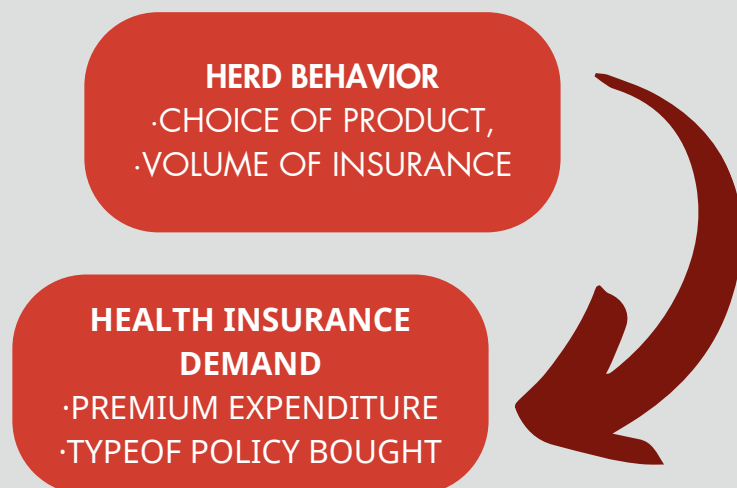 HERD BEHAVIOR
·CHOICE OF PRODUCT,
·VOLUME OF INSURANCE
HEALTH INSURANCE
DEMAND
·PREMIUM EXPENDITURE
·TYPEOF POLICY BOUGHT